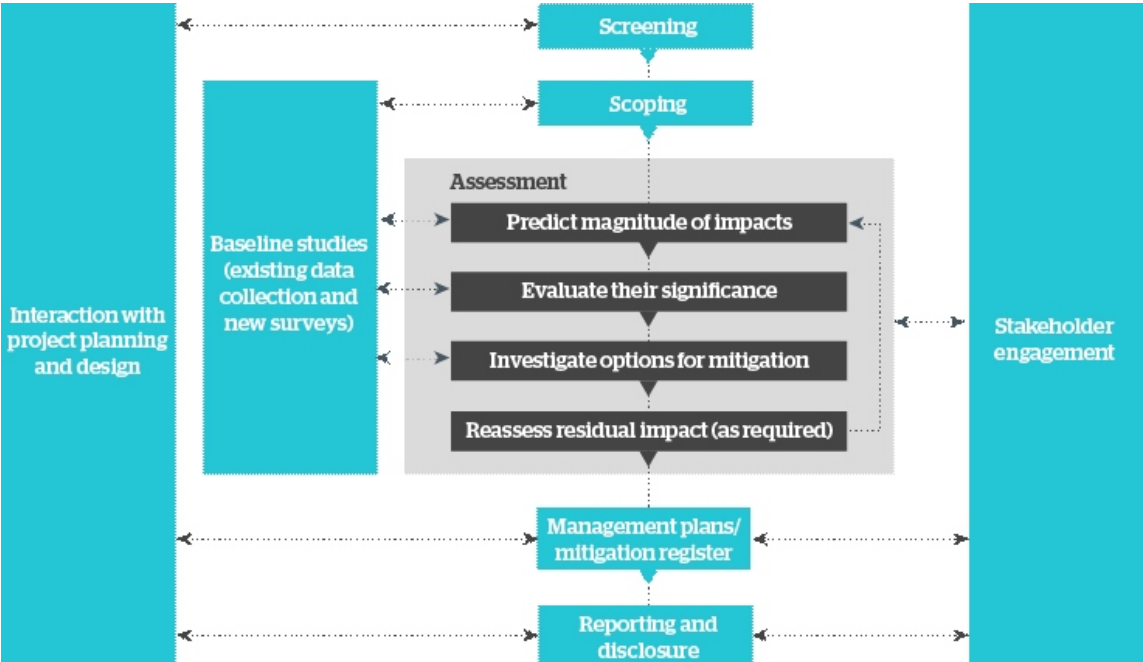 Screening
Scoping
Assessment
Predict magnitude of impacts
Baseline studies
(existing data
collection and
new surveys)
Evaluate their significance
Interaction with
project planning
and design
Stakeholder
engagement
Investigate options for mitigation
Reassess residual impact (as required)
Management plans/
mitigation register
Reporting and
disclosure